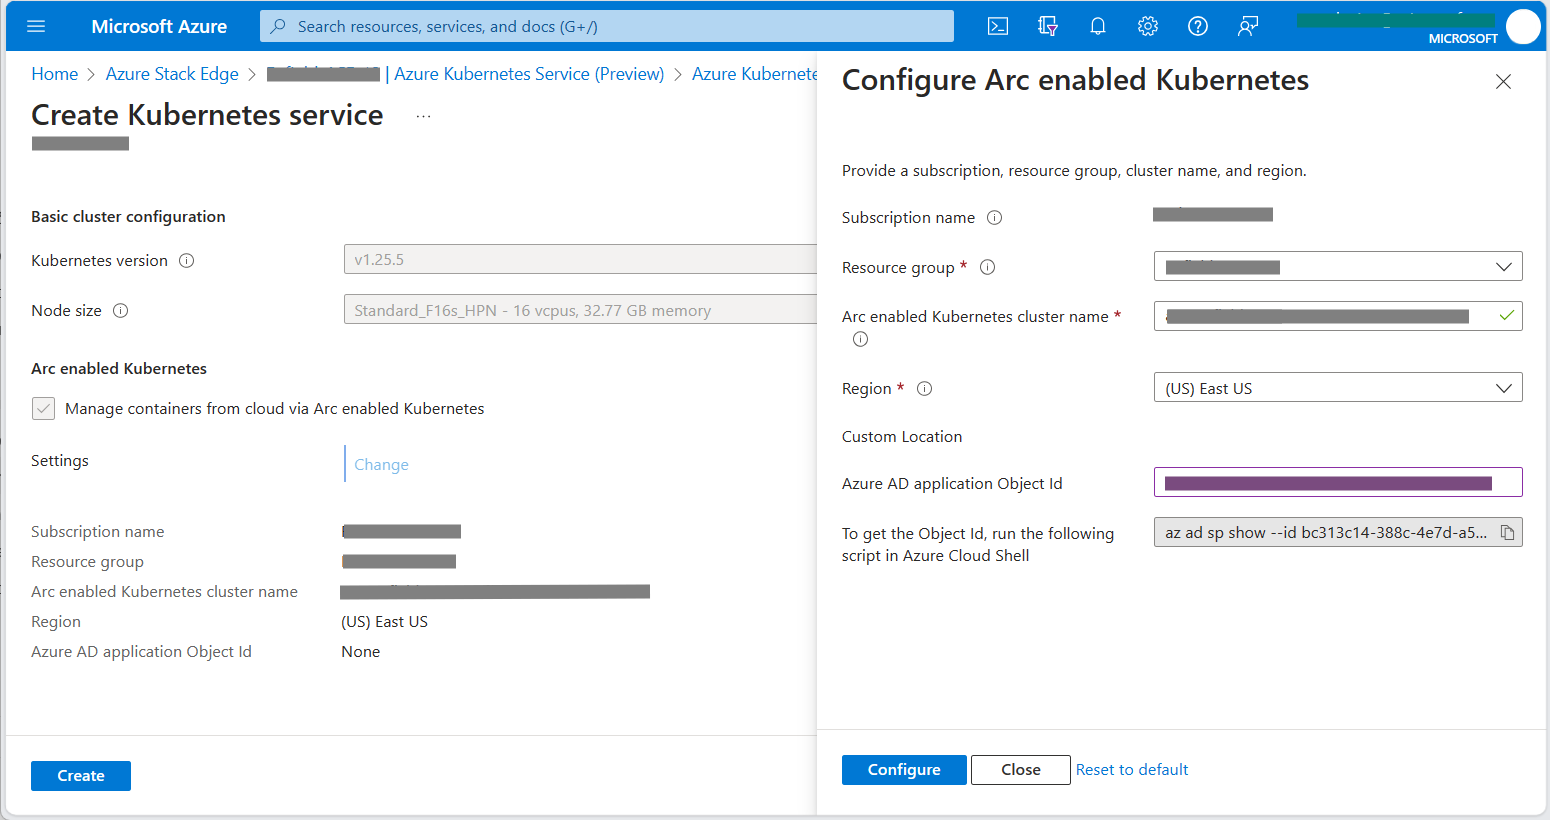 Microsoft Azure
Search resources, services, and docs (G+/)
MICROSOFT
Home > Azure Stack Edge > | Azure Kubernetes Service (Preview) > Azure Kubernete
Create Kubernetes service ...
Basic cluster configuration
Kubernetes version
v1.25.5
Node size
Standard_F16s_HPN - 16 vcpus, 32.77 GB memory
Arc enabled Kubernetes
Manage containers from cloud via Arc enabled Kubernetes
Settings
Change
Subscription name
Resource group
Arc enabled Kubernetes cluster name
Region
(US) East US
Azure AD application Object Id
None
Create
Configure Arc enabled Kubernetes
Provide a subscription, resource group, cluster name, and region.
Subscription name
Resource group *
Arc enabled Kubernetes cluster name *
Region *
(US) East US
Custom Location
Azure AD application Object Id
To get the Object Id, run the following
script in Azure Cloud Shell
az ad sp show --id bc313c14-388c-4e7d-a5...
Configure
Close
Reset to default